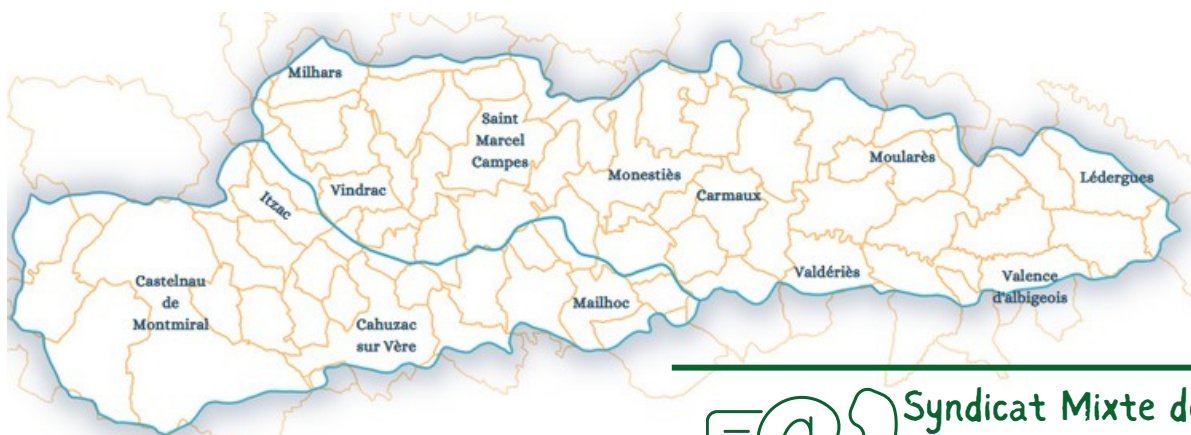 Milhars
Saint
Marcel
Campes
Moularès
Lédergues
Vindrac
Itzac
Monestiès
Carmaux
Castelnau
de
Montmiral
Mailhoc
Valdériès
Valence
d'albigeois
Cahuzac
sur Vère
Syndicat Mixte d